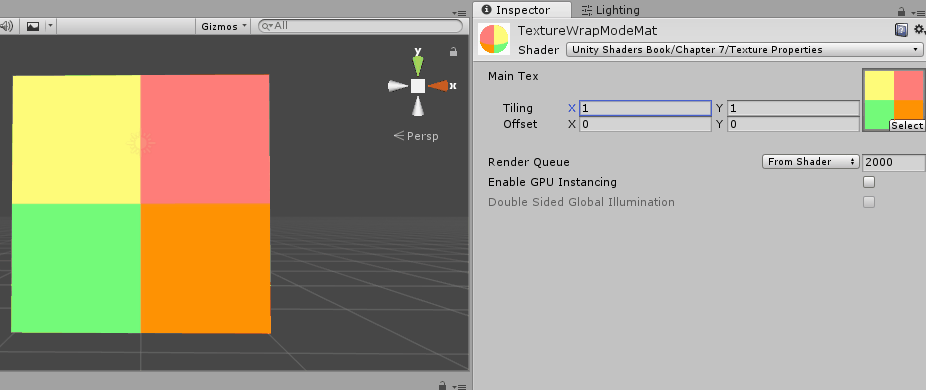 Gizmos
All
y
x
Persp
Inspector
Lighting
TextureWrapModeMat
Shader
Unity Shaders Book/Chapter 7/Texture Properties
Main Tex
Tiling X 1 Y 1
Offset X 0 Y 0
Select
Render Queue From Shader 2000
Enable GPU Instancing
Double Sided Global Illumination